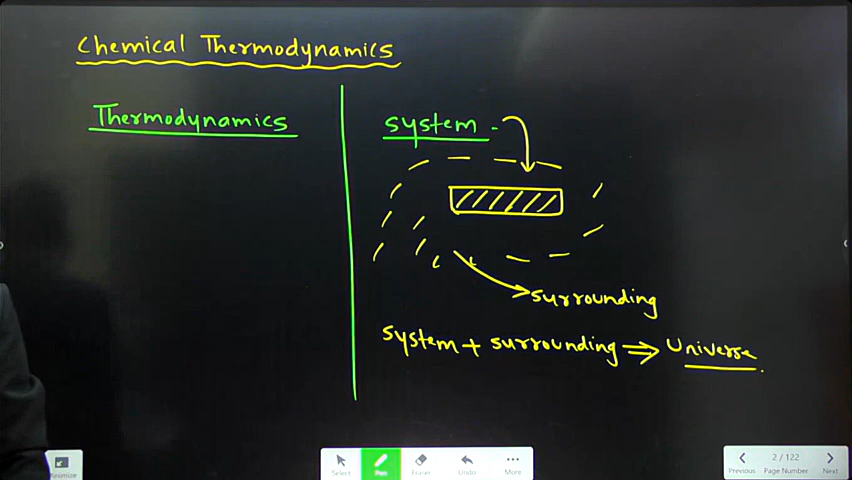 Chemical Thermodynamics
Thermodynamics
system -
surrounding
system + surrounding ⇒ Universe
Minimize
Select
Pen
Eraser
Undo
More
Previous
2 / 122
Page Number
Next